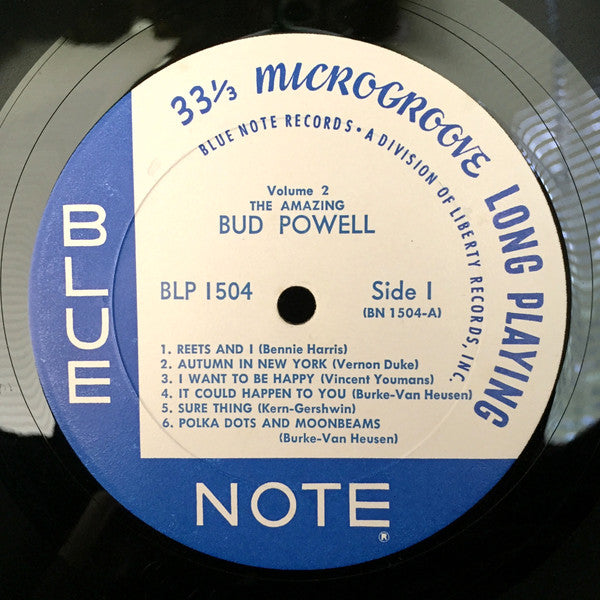 33⅓ MICROGROOVE LONG PLAYING
BLUE NOTE RECORDS • A DIVISION OF LIBERTY RECORDS, INC.
Volume 2
THE AMAZING
BUD POWELL
BLP 1504
Side 1
(BN 1504-A)
1. REETS AND I (Bennie Harris)
2. AUTUMN IN NEW YORK (Vernon Duke)
3. I WANT TO BE HAPPY (Vincent Youmans)
4. IT COULD HAPPEN TO YOU (Burke-Van Heusen)
5. SURE THING (Kern-Gershwin)
6. POLKA DOTS AND MOONBEAMS
(Burke-Van Heusen)
BLUE
NOTE
®